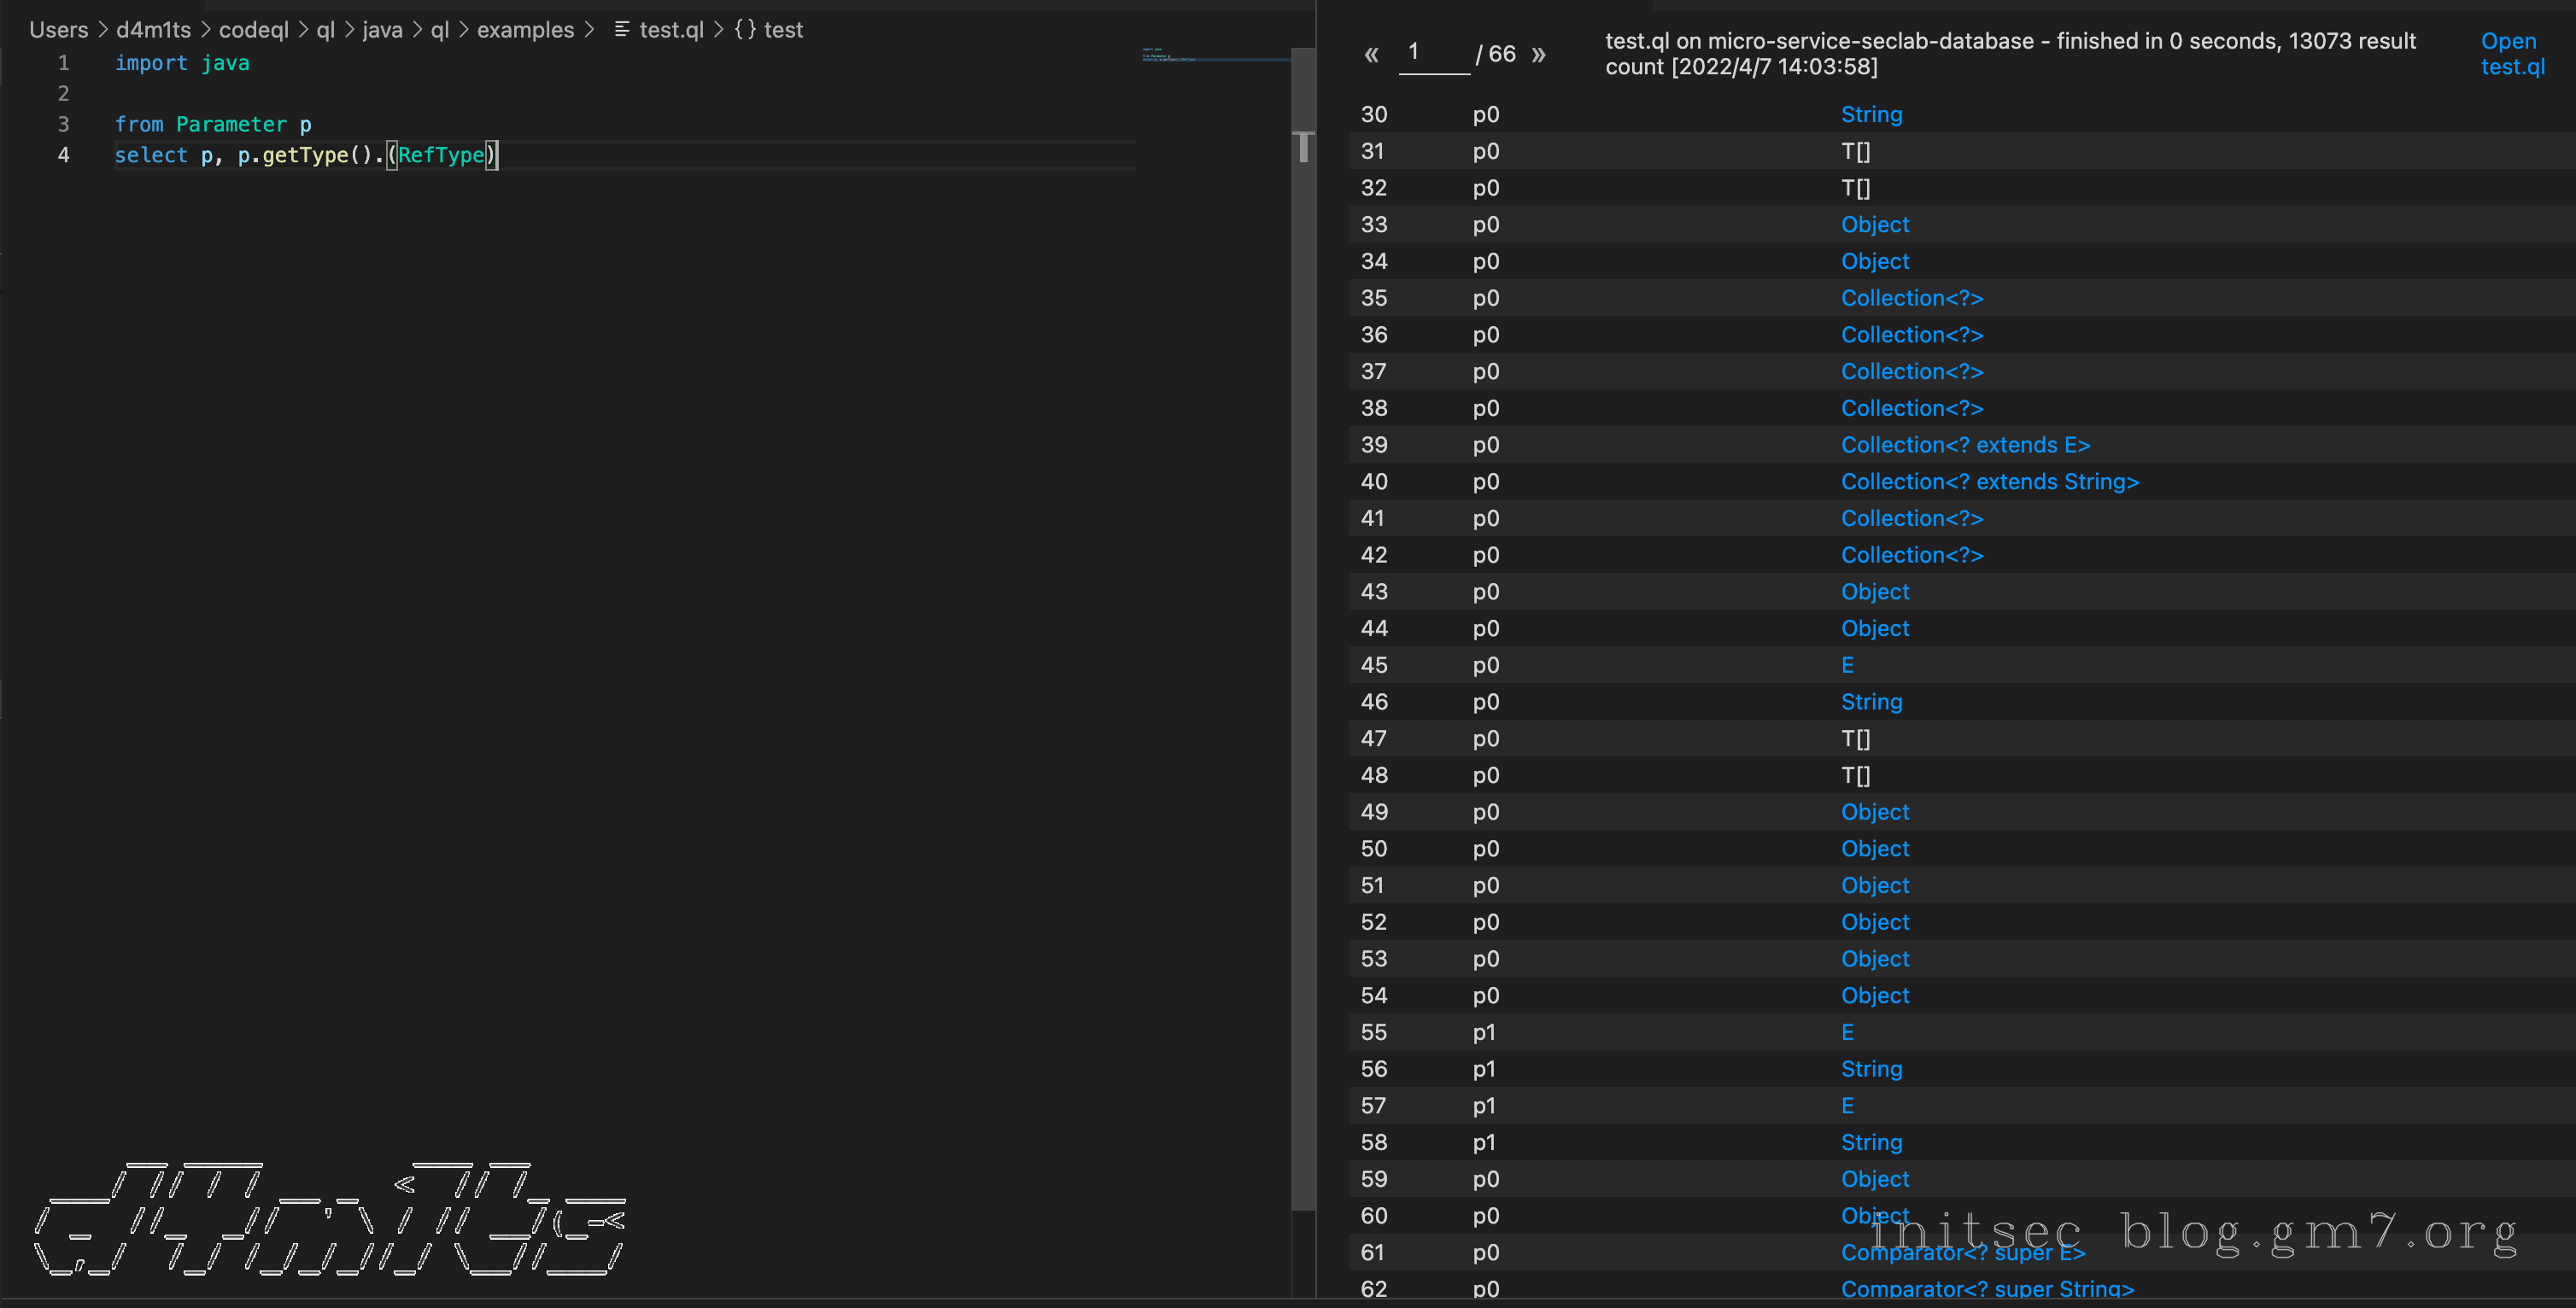 Users > d4m1ts > codeql > ql > java > ql > examples > test.ql > {} test
1 import java
2
3 from Parameter p
4 select p, p.getType().(RefType)
« 1 / 66 » test.ql on micro-service-seclab-database - finished in 0 seconds, 13073 result
count [2022/4/7 14:03:58]
Open
test.ql
30 p0 String
31 p0 T[]
32 p0 T[]
33 p0 Object
34 p0 Object
35 p0 Collection<?>
36 p0 Collection<?>
37 p0 Collection<?>
38 p0 Collection<?>
39 p0 Collection<? extends E>
40 p0 Collection<? extends String>
41 p0 Collection<?>
42 p0 Collection<?>
43 p0 Object
44 p0 Object
45 p0 E
46 p0 String
47 p0 T[]
48 p0 T[]
49 p0 Object
50 p0 Object
51 p0 Object
52 p0 Object
53 p0 Object
54 p0 Object
55 p1 E
56 p1 String
57 p1 E
58 p1 String
59 p0 Object
60 p0 Object
61 p0 Comparator<? super E>
62 p0 Comparator<? super String>
d4m1ts
initsec blog.gm7.org